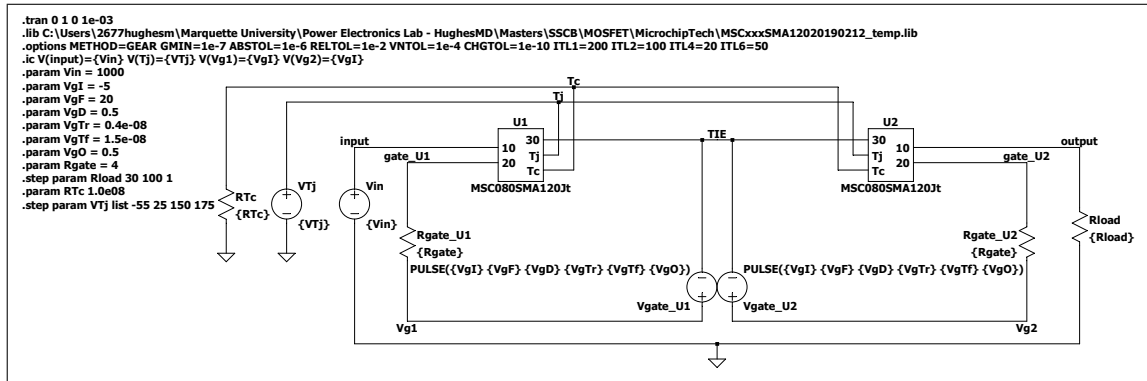 .tran 0 1 0 1e-03
.lib C:\Users\2677hughesm\Marquette University\Power Electronics Lab - HughesMD\Masters\SSCB\MOSFET\MicrochipTech\MSCxxxSMA12020190212_temp.lib
.options METHOD=GEAR GMIN=1e-7 ABSTOL=1e-6 RELTOL=1e-2 VNTOL=1e-4 CHGTOL=1e-10 ITL1=200 ITL2=100 ITL4=20 ITL6=50
.ic V(input)={Vin} V(Tj)={VTj} V(Vg1)={VgI} V(Vg2)={VgI}
.param Vin = 1000
.param VgI = -5
.param VgF = 20
.param VgD = 0.5
.param VgTr = 0.4e-08
.param VgTf = 1.5e-08
.param VgO = 0.5
.param Rgate = 4
.step param Rload 30 100 1
.param RTc 1.0e08
.step param VTj list -55 25 150 175
Tc
Tj
U1
U2
TIE
input
gate_U1
10
20
30
Tj
Tc
MSC080SMA120Jt
30
Tj
Tc
10
20
MSC080SMA120Jt
gate_U2
output
RTc
{RTc}
VTj
{VTj}
Vin
{Vin}
Rgate_U1
{Rgate}
Rgate_U2
{Rgate}
Rload
{Rload}
PULSE({VgI} {VgF} {VgD} {VgTr} {VgTf} {VgO})
PULSE({VgI} {VgF} {VgD} {VgTr} {VgTf} {VgO})
Vgate_U1
Vgate_U2
Vg1
Vg2